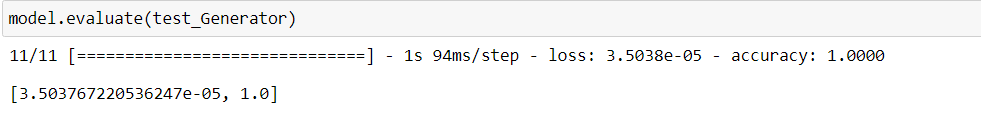 model.evaluate(test_Generator)
11/11 [==============================] - 1s 94ms/step - loss: 3.5038e-05 - accuracy: 1.0000
[3.503767220536247e-05, 1.0]